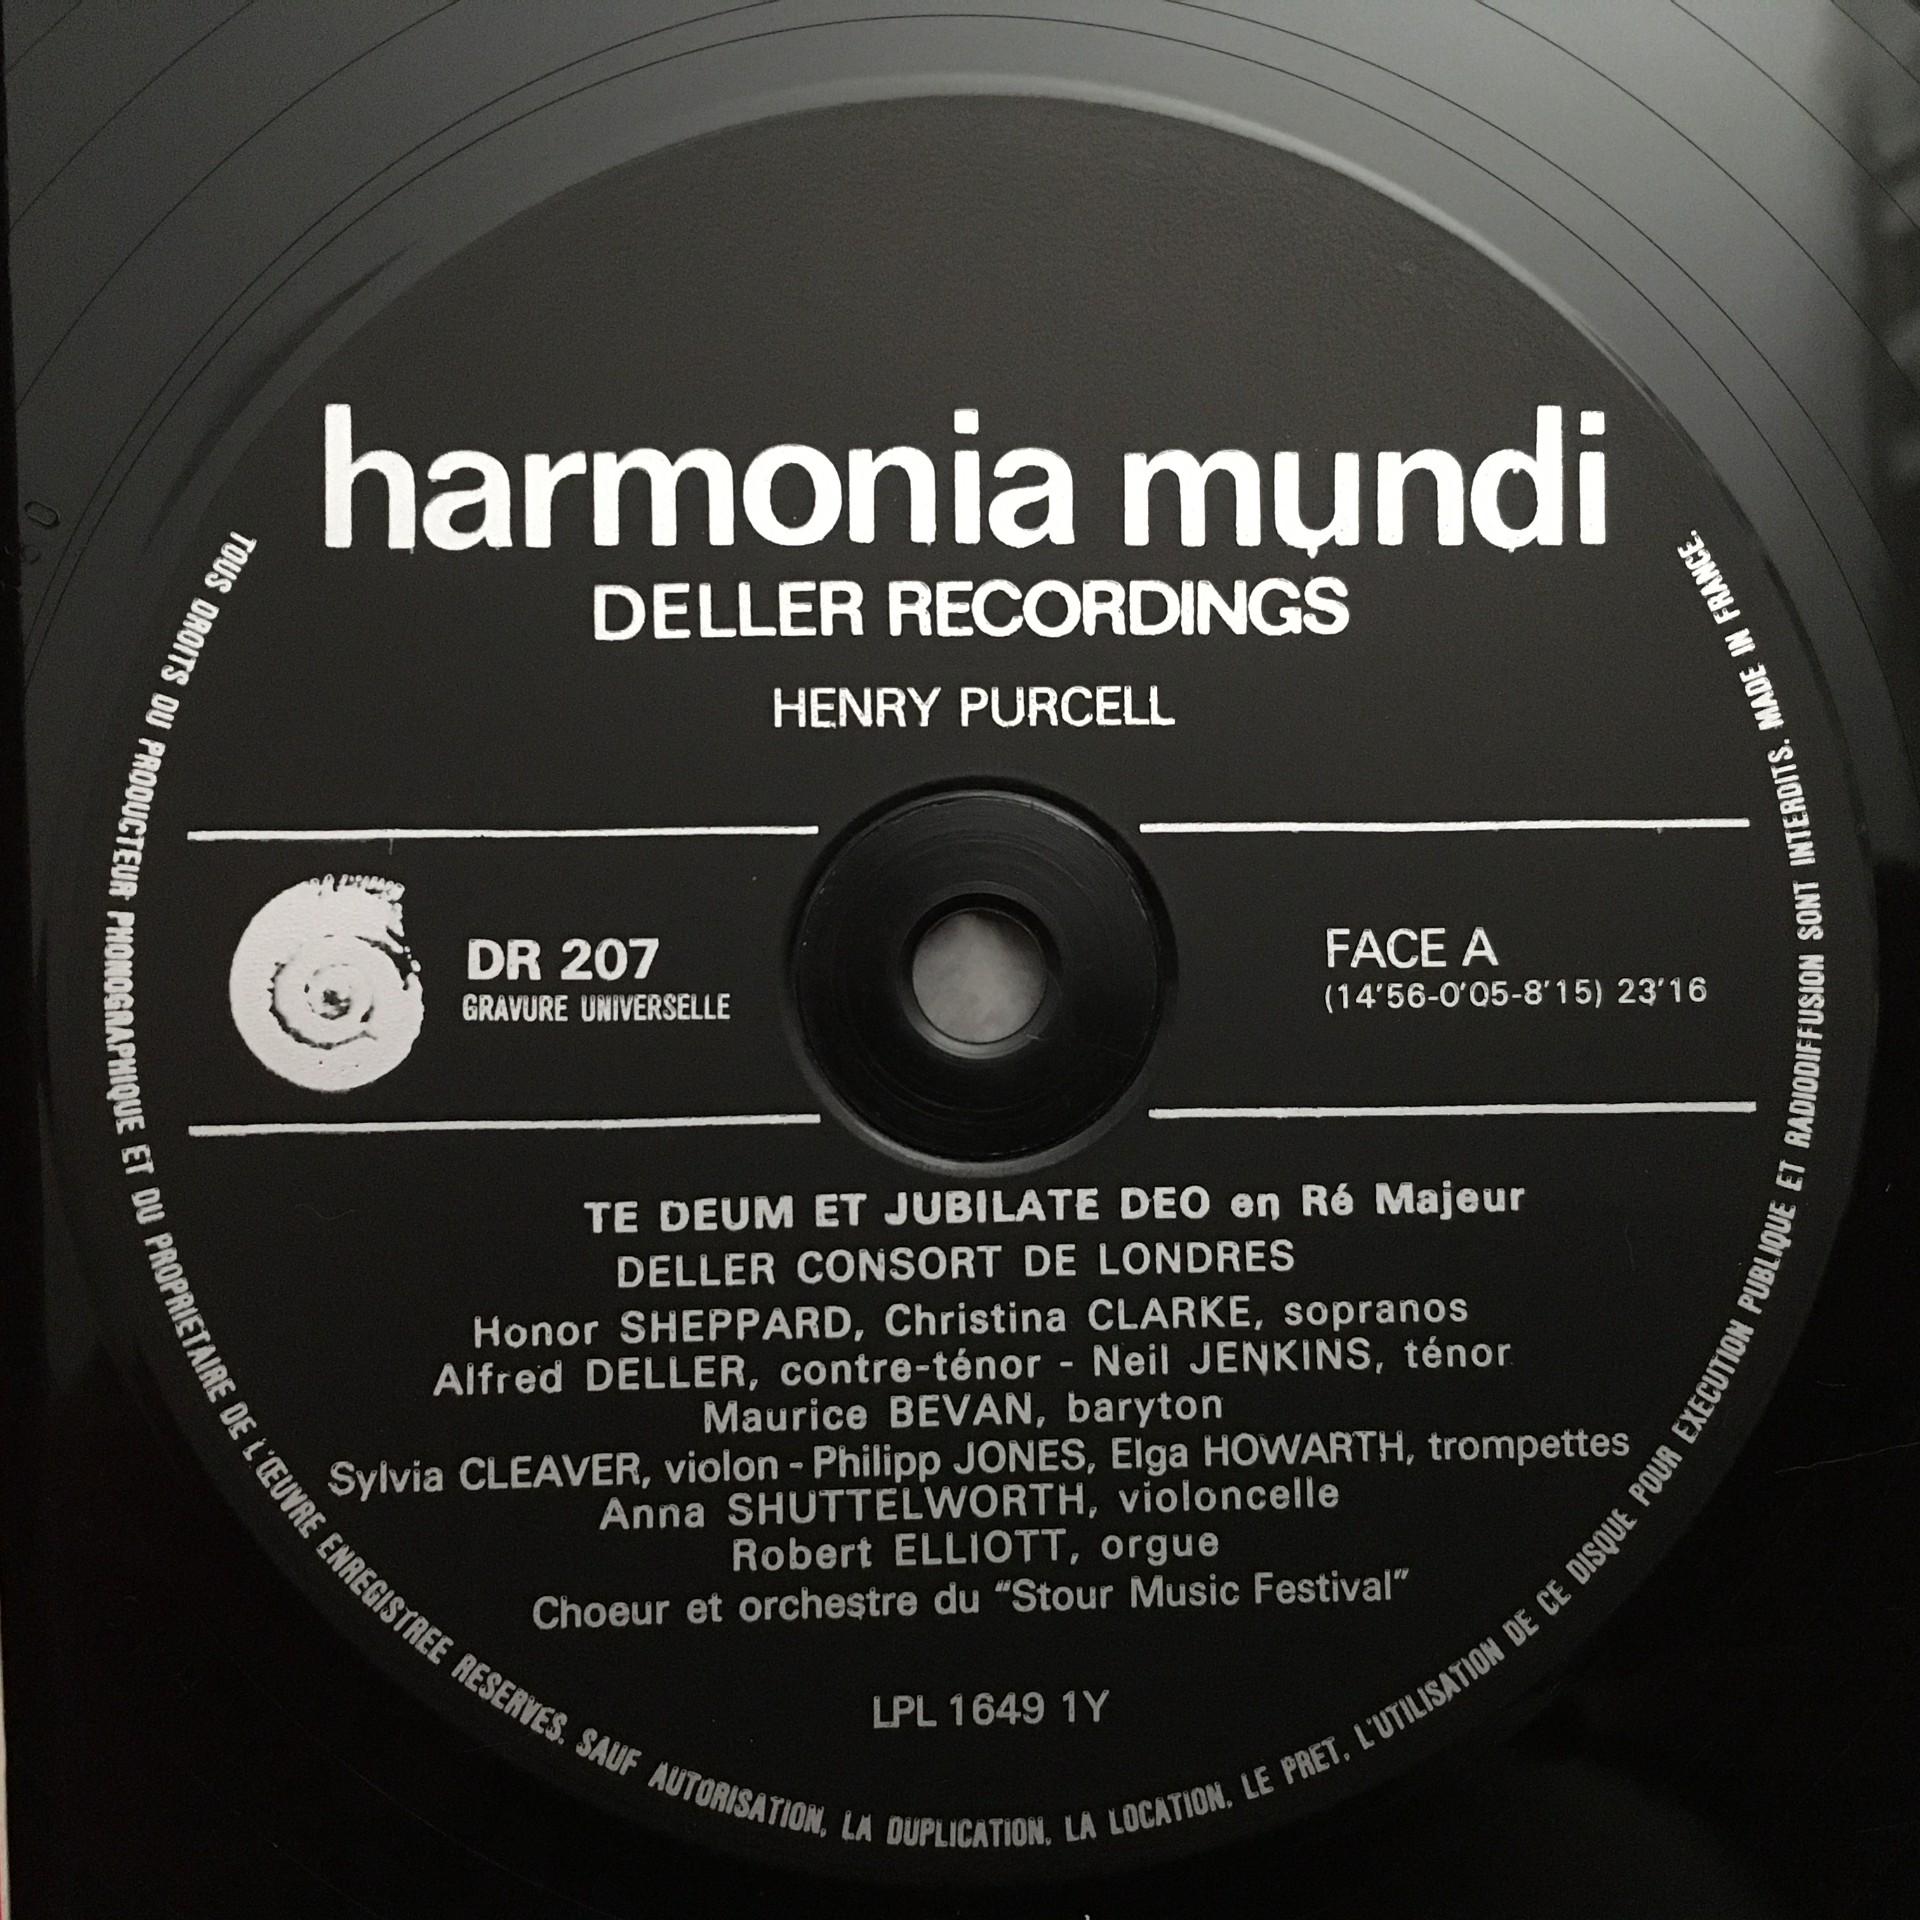 harmonia mundi
DELLER RECORDINGS
HENRY PURCELL
DR 207
GRAVURE UNIVERSELLE
FACE A
(14'56-0'05-8'15) 23'16
TE DEUM ET JUBILATE DEO en Ré Majeur
DELLER CONSORT DE LONDRES
Honor SHEPPARD, Christina CLARKE, sopranos
Alfred DELLER, contre-ténor - Neil JENKINS, ténor
Maurice BEVAN, baryton
Sylvia CLEAVER, violon - Philipp JONES, Elga HOWARTH, trompettes
Anna SHUTTELWORTH, violoncelle
Robert ELLIOTT, orgue
Choeur et orchestre du "Stour Music Festival"
LPL 1649 1Y
TOUS DROITS DU PRODUCTEUR PHONOGRAPHIQUE ET DU PROPRIETAIRE DE L'ŒUVRE ENREGISTREE RESERVES. SAUF AUTORISATION, LA DUPLICATION, LA LOCATION, LE PRET, L'UTILISATION DE CE DISQUE POUR EXECUTION PUBLIQUE ET RADIODIFFUSION SONT INTERDITS. MADE IN FRANCE.